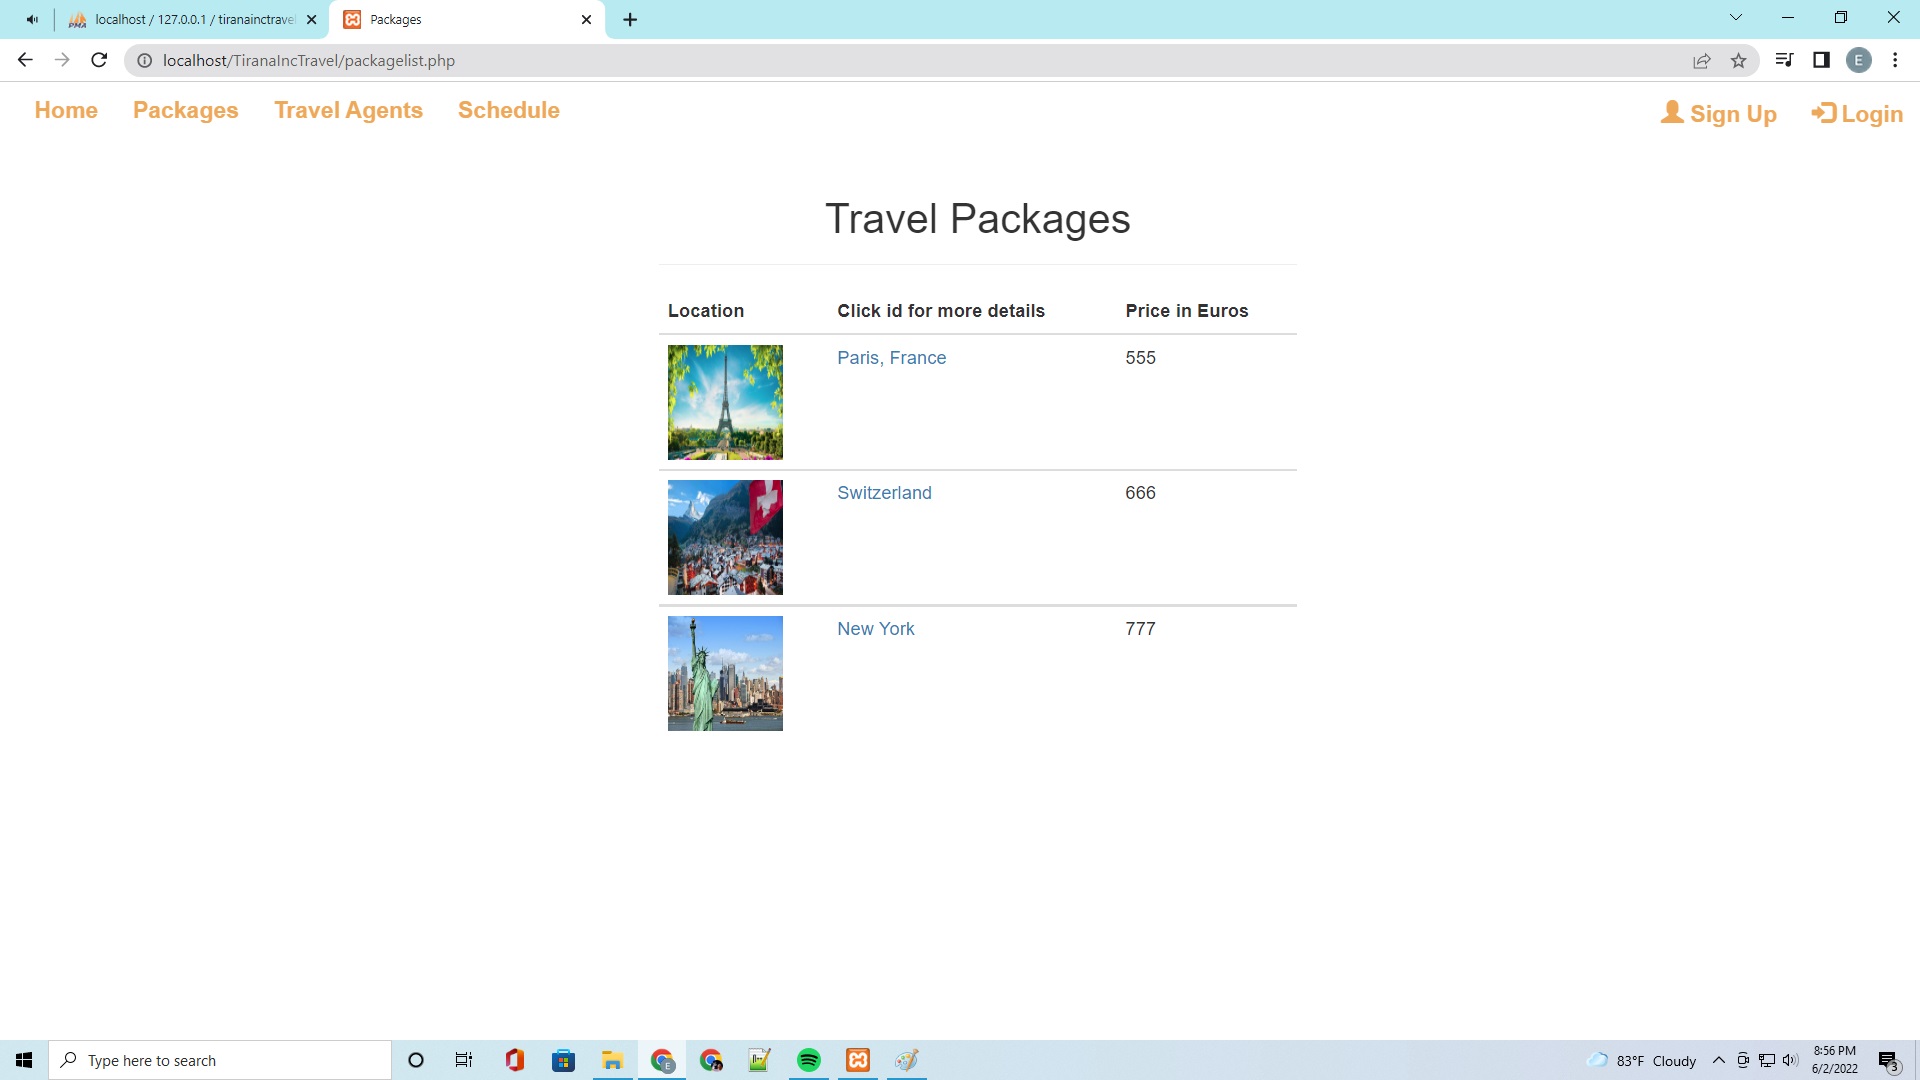 localhost / 127.0.0.1 / tiranainctravel
Packages
localhost/TiranaIncTravel/packagelist.php
E
Home Packages Travel Agents Schedule Sign Up Login
Travel Packages
Location Click id for more details Price in Euros
Paris, France 555
Switzerland 666
New York 777
Type here to search
83°F Cloudy
8:56 PM
6/2/2022
3